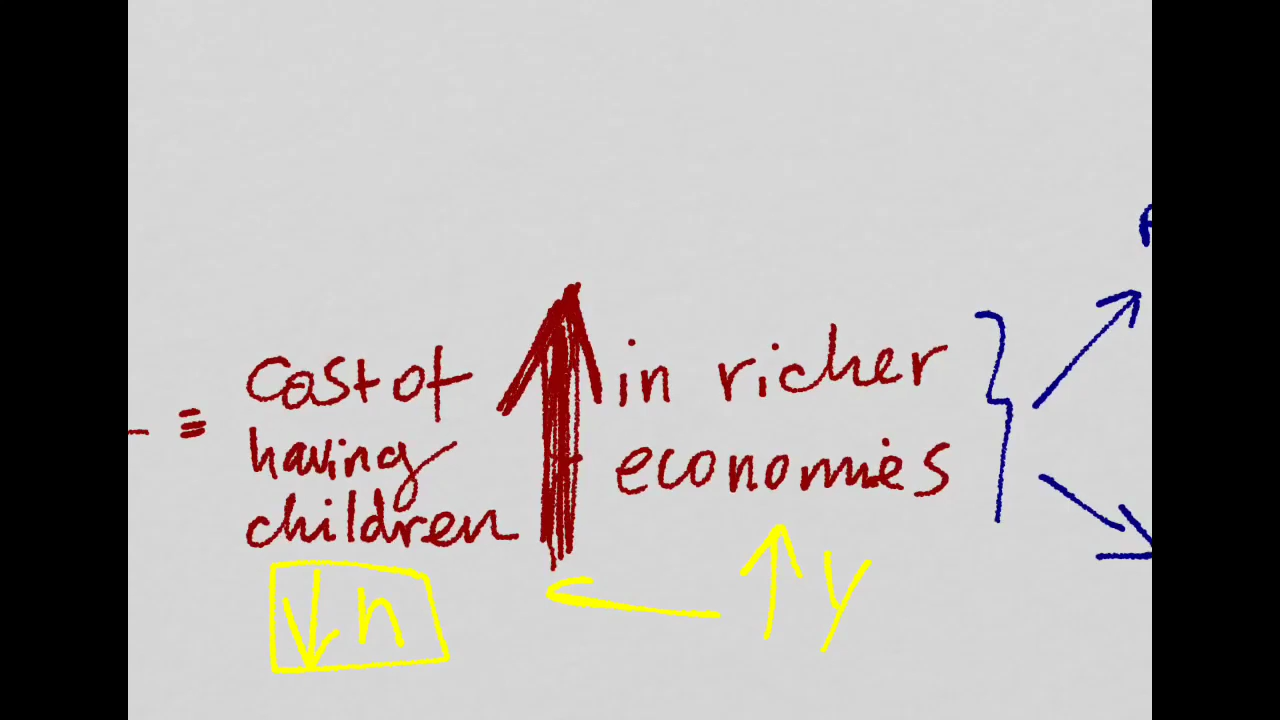 ≡ Cost of ↑ in richer
having economies
children
↓ n ← ↑ y